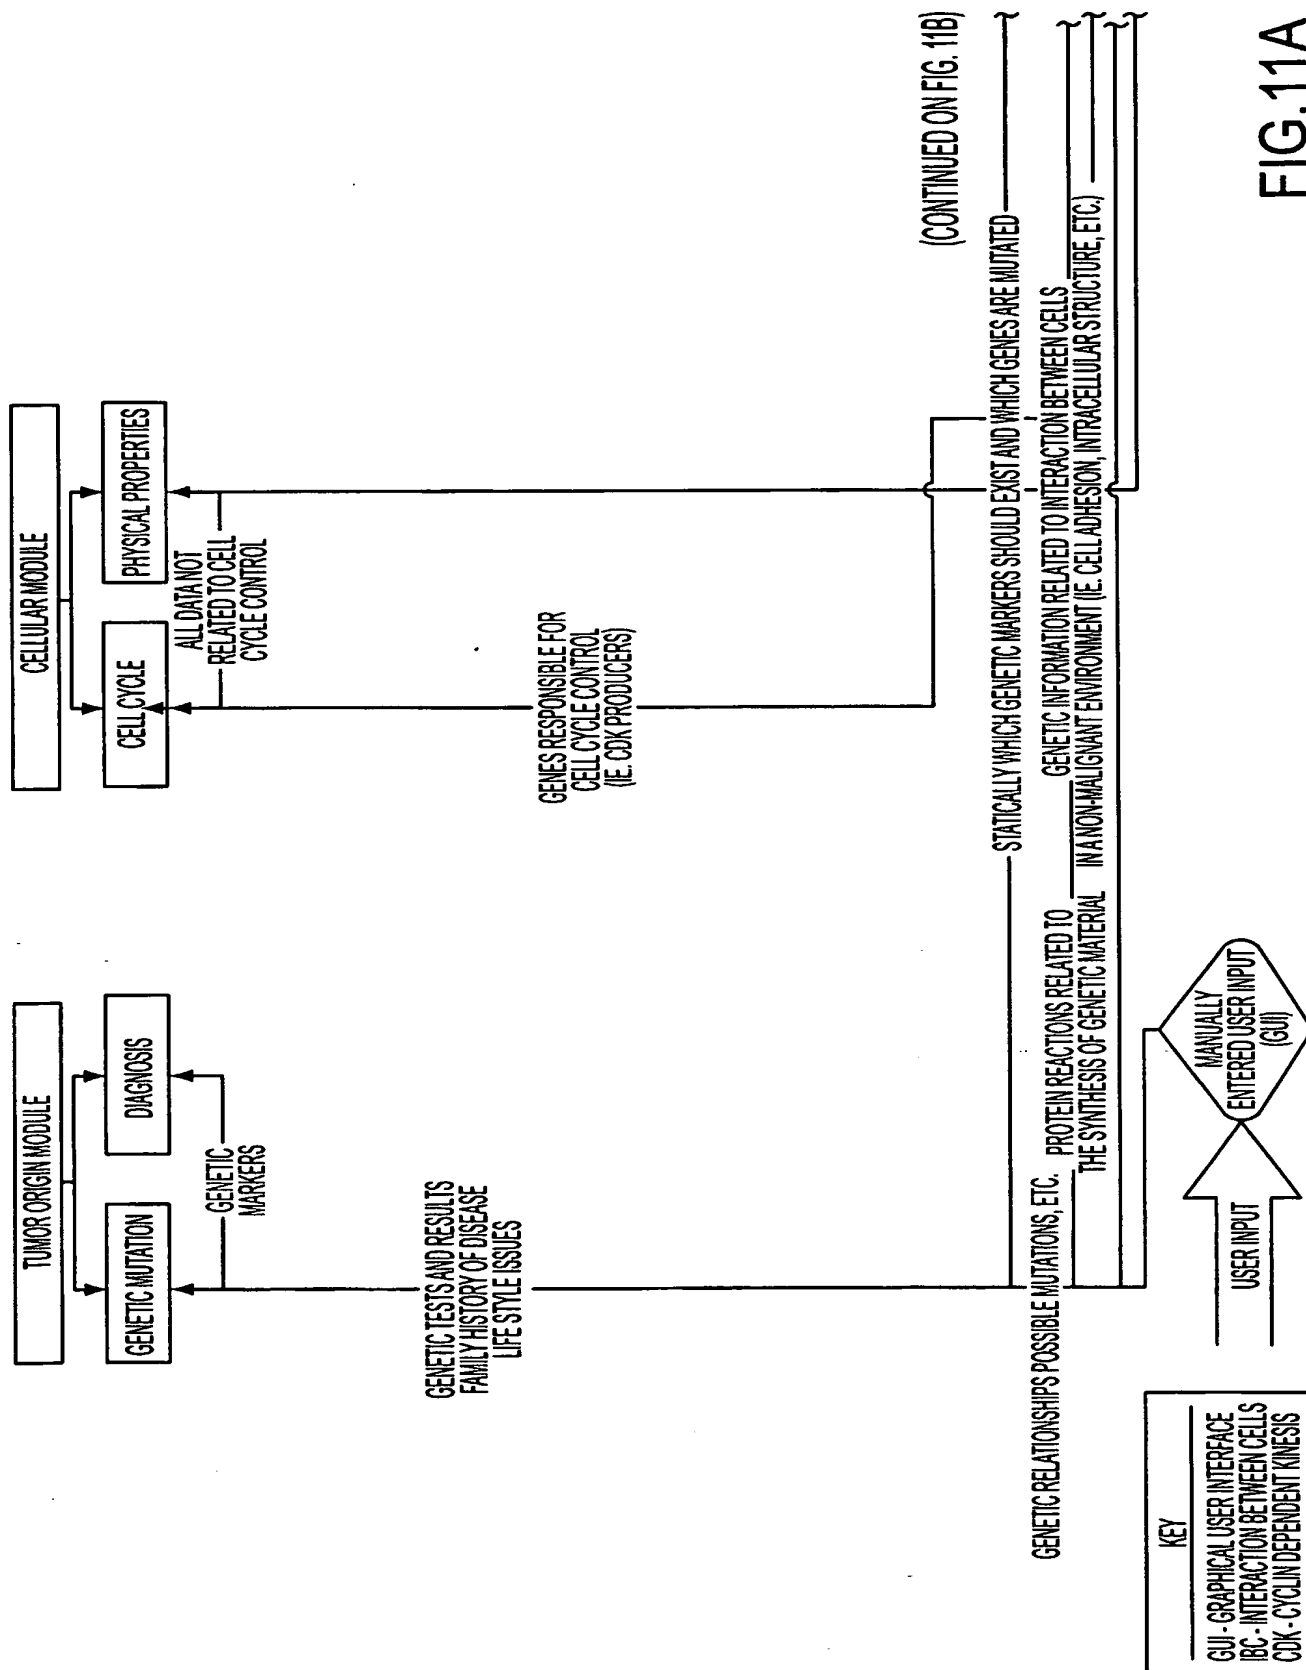 TUMOR ORIGIN MODULE
GENETIC MUTATION
DIAGNOSIS
GENETIC
MARKERS
GENETIC TESTS AND RESULTS
FAMILY HISTORY OF DISEASE
LIFE STYLE ISSUES
CELLULAR MODULE
CELL CYCLE
PHYSICAL PROPERTIES
ALL DATA NOT
RELATED TO CELL
CYCLE CONTROL
GENES RESPONSIBLE FOR
CELL CYCLE CONTROL
(IE. CDK PRODUCERS)
(CONTINUED ON FIG. 11B)
STATICALLY WHICH GENETIC MARKERS SHOULD EXIST AND WHICH GENES ARE MUTATED
GENETIC RELATIONSHIPS POSSIBLE MUTATIONS, ETC.
PROTEIN REACTIONS RELATED TO
THE SYNTHESIS OF GENETIC MATERIAL
GENETIC INFORMATION RELATED TO INTERACTION BETWEEN CELLS
IN A NON-MALIGNANT ENVIRONMENT (IE. CELL ADHESION, INTRACELLULAR STRUCTURE, ETC.)
KEY
GUI - GRAPHICAL USER INTERFACE
IBC - INTERACTION BETWEEN CELLS
CDK - CYCLIN DEPENDENT KINESIS
USER INPUT
MANUALLY
ENTERED USER INPUT
(GUI)
FIG.11A